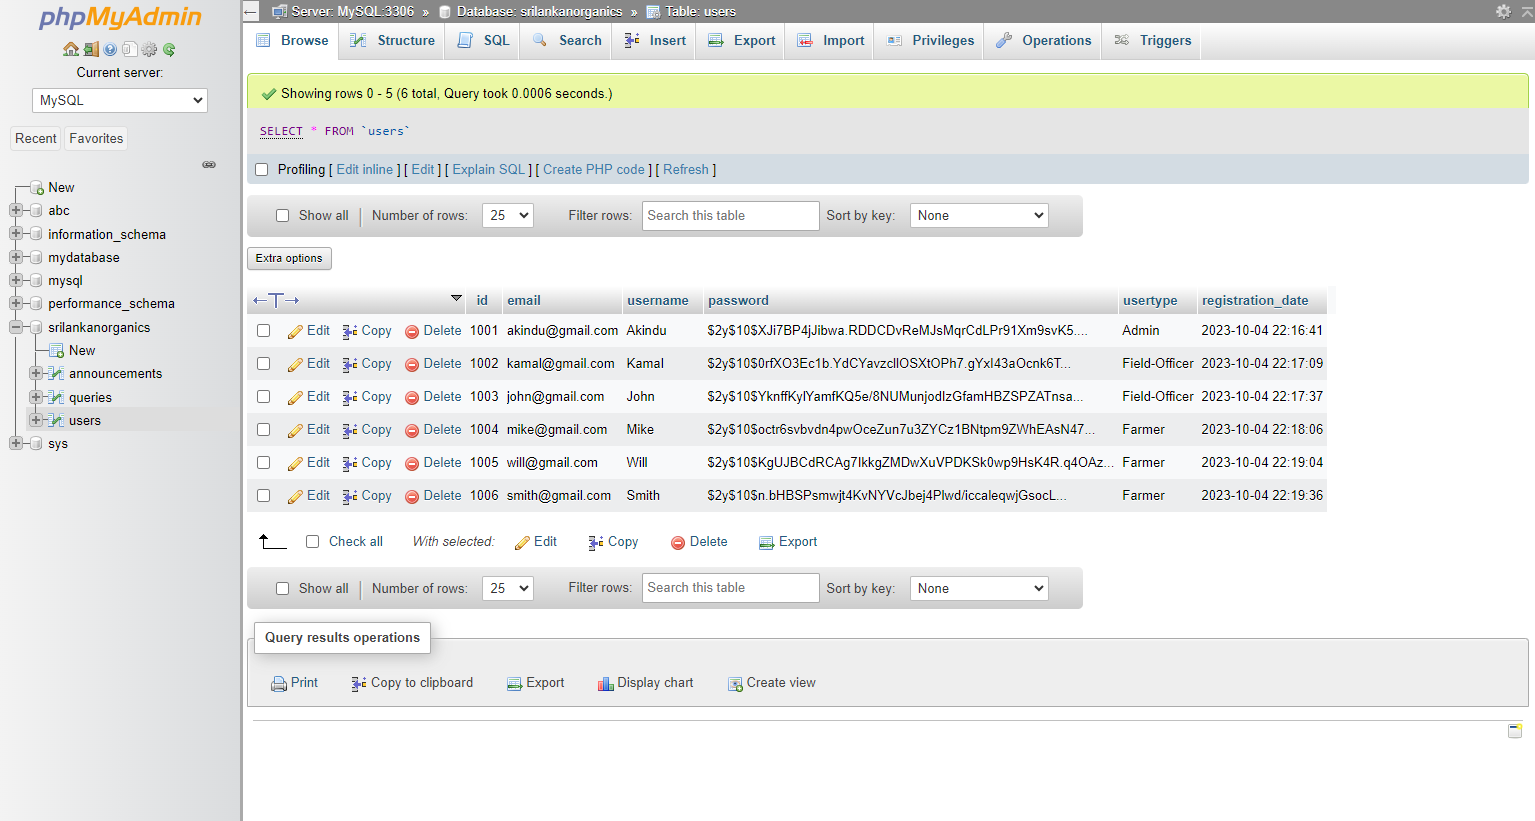 phpMyAdmin
Current server:
MySQL
Recent Favorites
New
abc
information_schema
mydatabase
mysql
performance_schema
srilankanorganics
New
announcements
queries
users
sys
Server: MySQL:3306 » Database: srilankanorganics » Table: users
Browse Structure SQL Search Insert Export Import Privileges Operations Triggers
Showing rows 0 - 5 (6 total, Query took 0.0006 seconds.)
SELECT * FROM `users`
Profiling [ Edit inline ] [ Edit ] [ Explain SQL ] [ Create PHP code ] [ Refresh ]
Show all | Number of rows: 25 Filter rows: Search this table Sort by key: None
Extra options
←T→ id email username password usertype registration_date
Edit Copy Delete 1001 akindu@gmail.com Akindu $2y$10$XJi7BP4jJibwa.RDDCDvReMJsMqrCdLPr91Xm9svK5.... Admin 2023-10-04 22:16:41
Edit Copy Delete 1002 kamal@gmail.com Kamal $2y$10$0rfXO3Ec1b.YdCYavzcllOSXtOPh7.gYxl43aOcnk6T... Field-Officer 2023-10-04 22:17:09
Edit Copy Delete 1003 john@gmail.com John $2y$10$YknffKylYamfKQ5e/8NUMunjodlzGfamHBZSPZATnsa... Field-Officer 2023-10-04 22:17:37
Edit Copy Delete 1004 mike@gmail.com Mike $2y$10$octr6svbvdn4pwOceZun7u3ZYCz1BNtpm9ZWhEAsN47... Farmer 2023-10-04 22:18:06
Edit Copy Delete 1005 will@gmail.com Will $2y$10$KgUJBCdRCAg7IkkgZMDwXuVPDKSk0wp9HsK4R.q4OAz... Farmer 2023-10-04 22:19:04
Edit Copy Delete 1006 smith@gmail.com Smith $2y$10$n.bHBSPsmwjt4KvNYVcJbej4Plwd/iccaleqwjGsocL... Farmer 2023-10-04 22:19:36
Check all With selected: Edit Copy Delete Export
Show all | Number of rows: 25 Filter rows: Search this table Sort by key: None
Query results operations
Print Copy to clipboard Export Display chart Create view